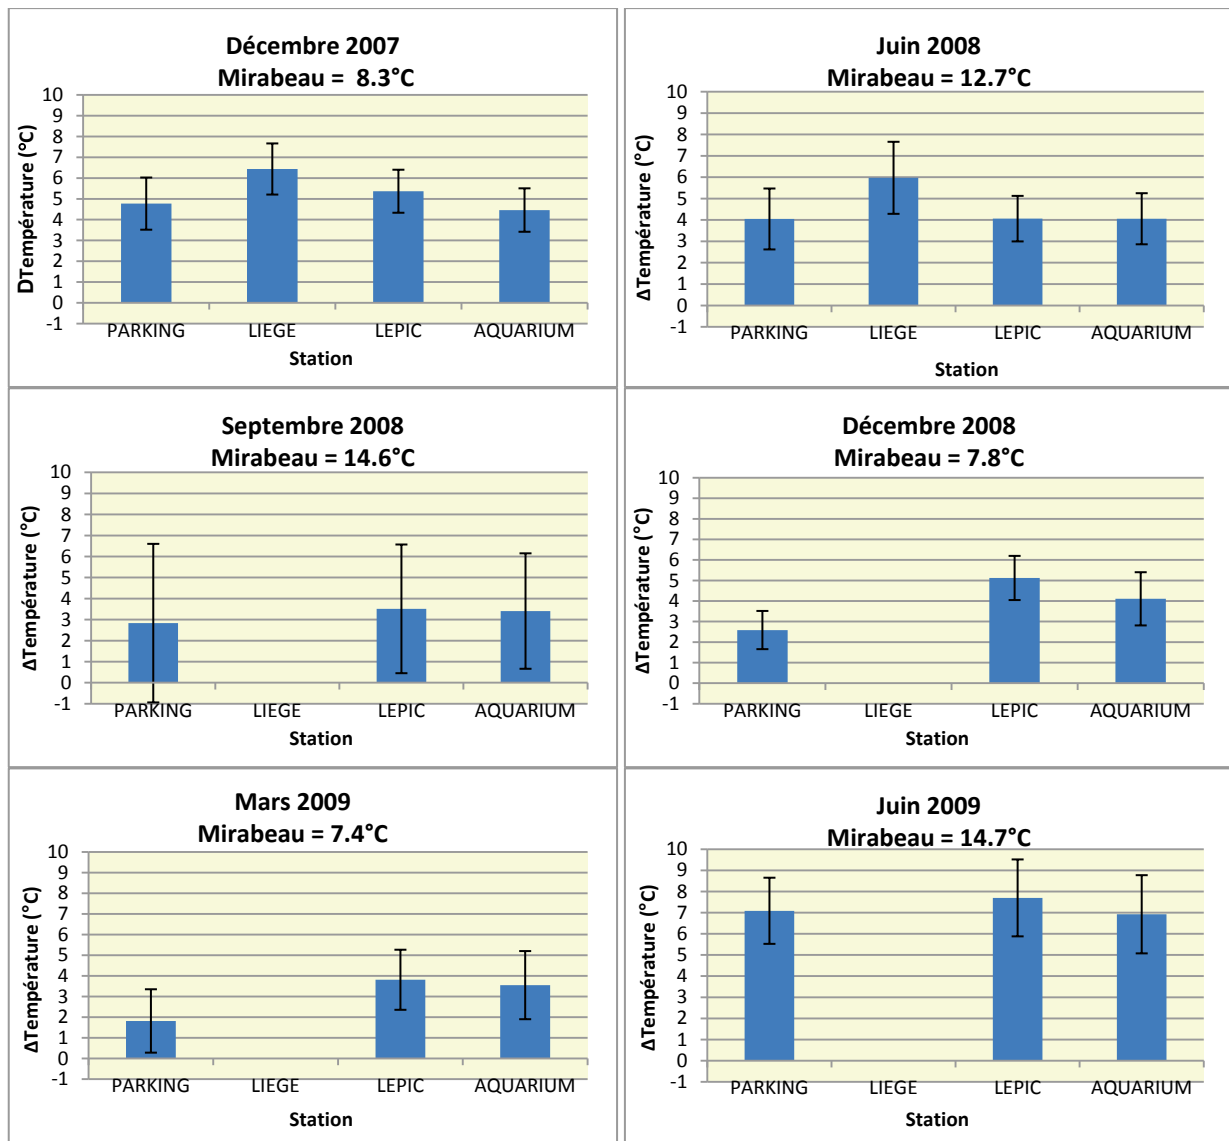 Décembre 2007
Mirabeau =  8.3°C
DTempérature (°C)
10
9
8
7
6
5
4
3
2
1
0
-1
PARKING LIEGE LEPIC AQUARIUM
Station
Juin 2008
Mirabeau = 12.7°C
ΔTempérature (°C)
10
9
8
7
6
5
4
3
2
1
0
-1
PARKING LIEGE LEPIC AQUARIUM
Station
Septembre 2008
Mirabeau = 14.6°C
ΔTempérature (°C)
10
9
8
7
6
5
4
3
2
1
0
-1
PARKING LIEGE LEPIC AQUARIUM
Station
Décembre 2008
Mirabeau = 7.8°C
ΔTempérature (°C)
10
9
8
7
6
5
4
3
2
1
0
-1
PARKING LIEGE LEPIC AQUARIUM
Station
Mars 2009
Mirabeau = 7.4°C
ΔTempérature (°C)
10
9
8
7
6
5
4
3
2
1
0
-1
PARKING LIEGE LEPIC AQUARIUM
Station
Juin 2009
Mirabeau = 14.7°C
ΔTempérature (°C)
10
9
8
7
6
5
4
3
2
1
0
-1
PARKING LIEGE LEPIC AQUARIUM
Station